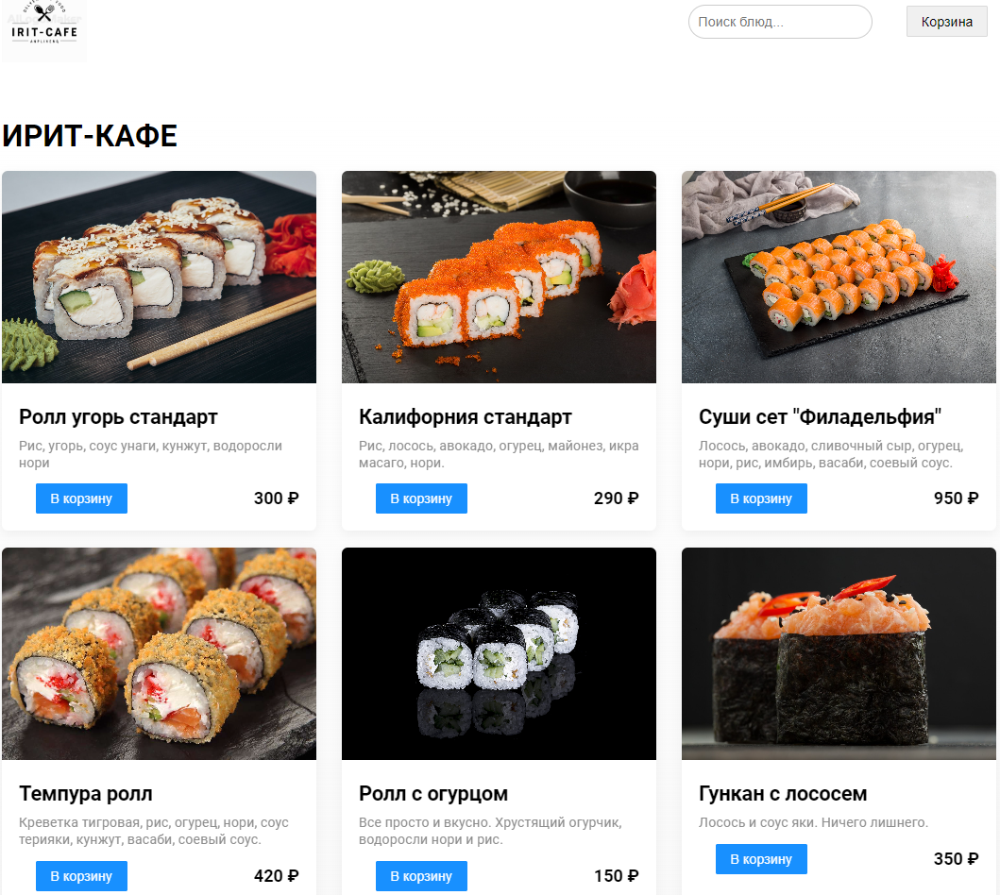 IRIT-CAFE
Поиск блюд...
Корзина
ИРИТ-КАФЕ
Ролл угорь стандарт
Рис, угорь, соус унаги, кунжут, водоросли
нори
В корзину
300 ₽
Калифорния стандарт
Рис, лосось, авокадо, огурец, майонез, икра
масаго, нори.
В корзину
290 ₽
Суши сет "Филадельфия"
Лосось, авокадо, сливочный сыр, огурец,
нори, рис, имбирь, васаби, соевый соус.
В корзину
950 ₽
Темпура ролл
Креветка тигровая, рис, огурец, нори, соус
терияки, кунжут, васаби, соевый соус.
В корзину
420 ₽
Ролл с огурцом
Все просто и вкусно. Хрустящий огурчик,
водоросли нори и рис.
В корзину
150 ₽
Гункан с лососем
Лосось и соус яки. Ничего лишнего.
В корзину
350 ₽